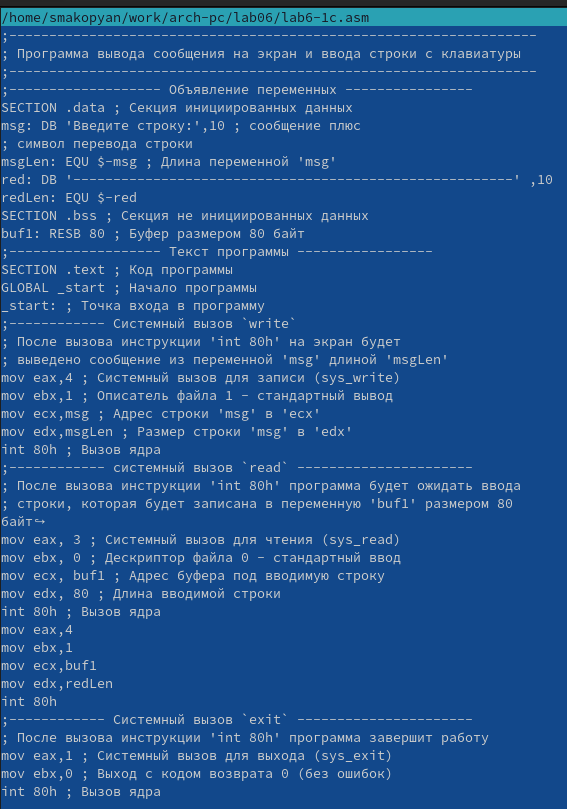 /home/smakopyan/work/arch-pc/lab06/lab6-1c.asm
;-----------------------------------------------------------------
; Программа вывода сообщения на экран и ввода строки с клавиатуры
;-----------------------------------------------------------------
;------------------- Объявление переменных ----------------
SECTION .data ; Секция инициированных данных
msg: DB 'Введите строку:',10 ; сообщение плюс
; символ перевода строки
msgLen: EQU $-msg ; Длина переменной 'msg'
red: DB '------------------------------------------------------' ,10
redLen: EQU $-red
SECTION .bss ; Секция не инициированных данных
buf1: RESB 80 ; Буфер размером 80 байт
;------------------- Текст программы -----------------
SECTION .text ; Код программы
GLOBAL _start ; Начало программы
_start: ; Точка входа в программу
;------------ Cистемный вызов `write`
; После вызова инструкции 'int 80h' на экран будет
; выведено сообщение из переменной 'msg' длиной 'msgLen'
mov eax,4 ; Системный вызов для записи (sys_write)
mov ebx,1 ; Описатель файла 1 - стандартный вывод
mov ecx,msg ; Адрес строки 'msg' в 'ecx'
mov edx,msgLen ; Размер строки 'msg' в 'edx'
int 80h ; Вызов ядра
;------------ системный вызов `read` ----------------------
; После вызова инструкции 'int 80h' программа будет ожидать ввода
; строки, которая будет записана в переменную 'buf1' размером 80
байт↪
mov eax, 3 ; Системный вызов для чтения (sys_read)
mov ebx, 0 ; Дескриптор файла 0 - стандартный ввод
mov ecx, buf1 ; Адрес буфера под вводимую строку
mov edx, 80 ; Длина вводимой строки
int 80h ; Вызов ядра
mov eax,4
mov ebx,1
mov ecx,buf1
mov edx,redLen
int 80h
;------------ Системный вызов `exit` ----------------------
; После вызова инструкции 'int 80h' программа завершит работу
mov eax,1 ; Системный вызов для выхода (sys_exit)
mov ebx,0 ; Выход с кодом возврата 0 (без ошибок)
int 80h ; Вызов ядра